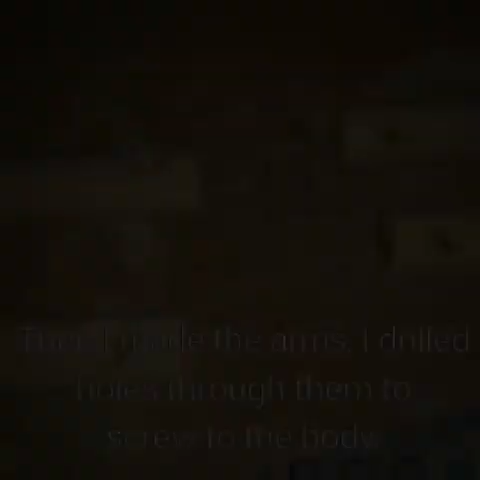 Then I made the arms. I drilled
holes through them to
screw to the body.